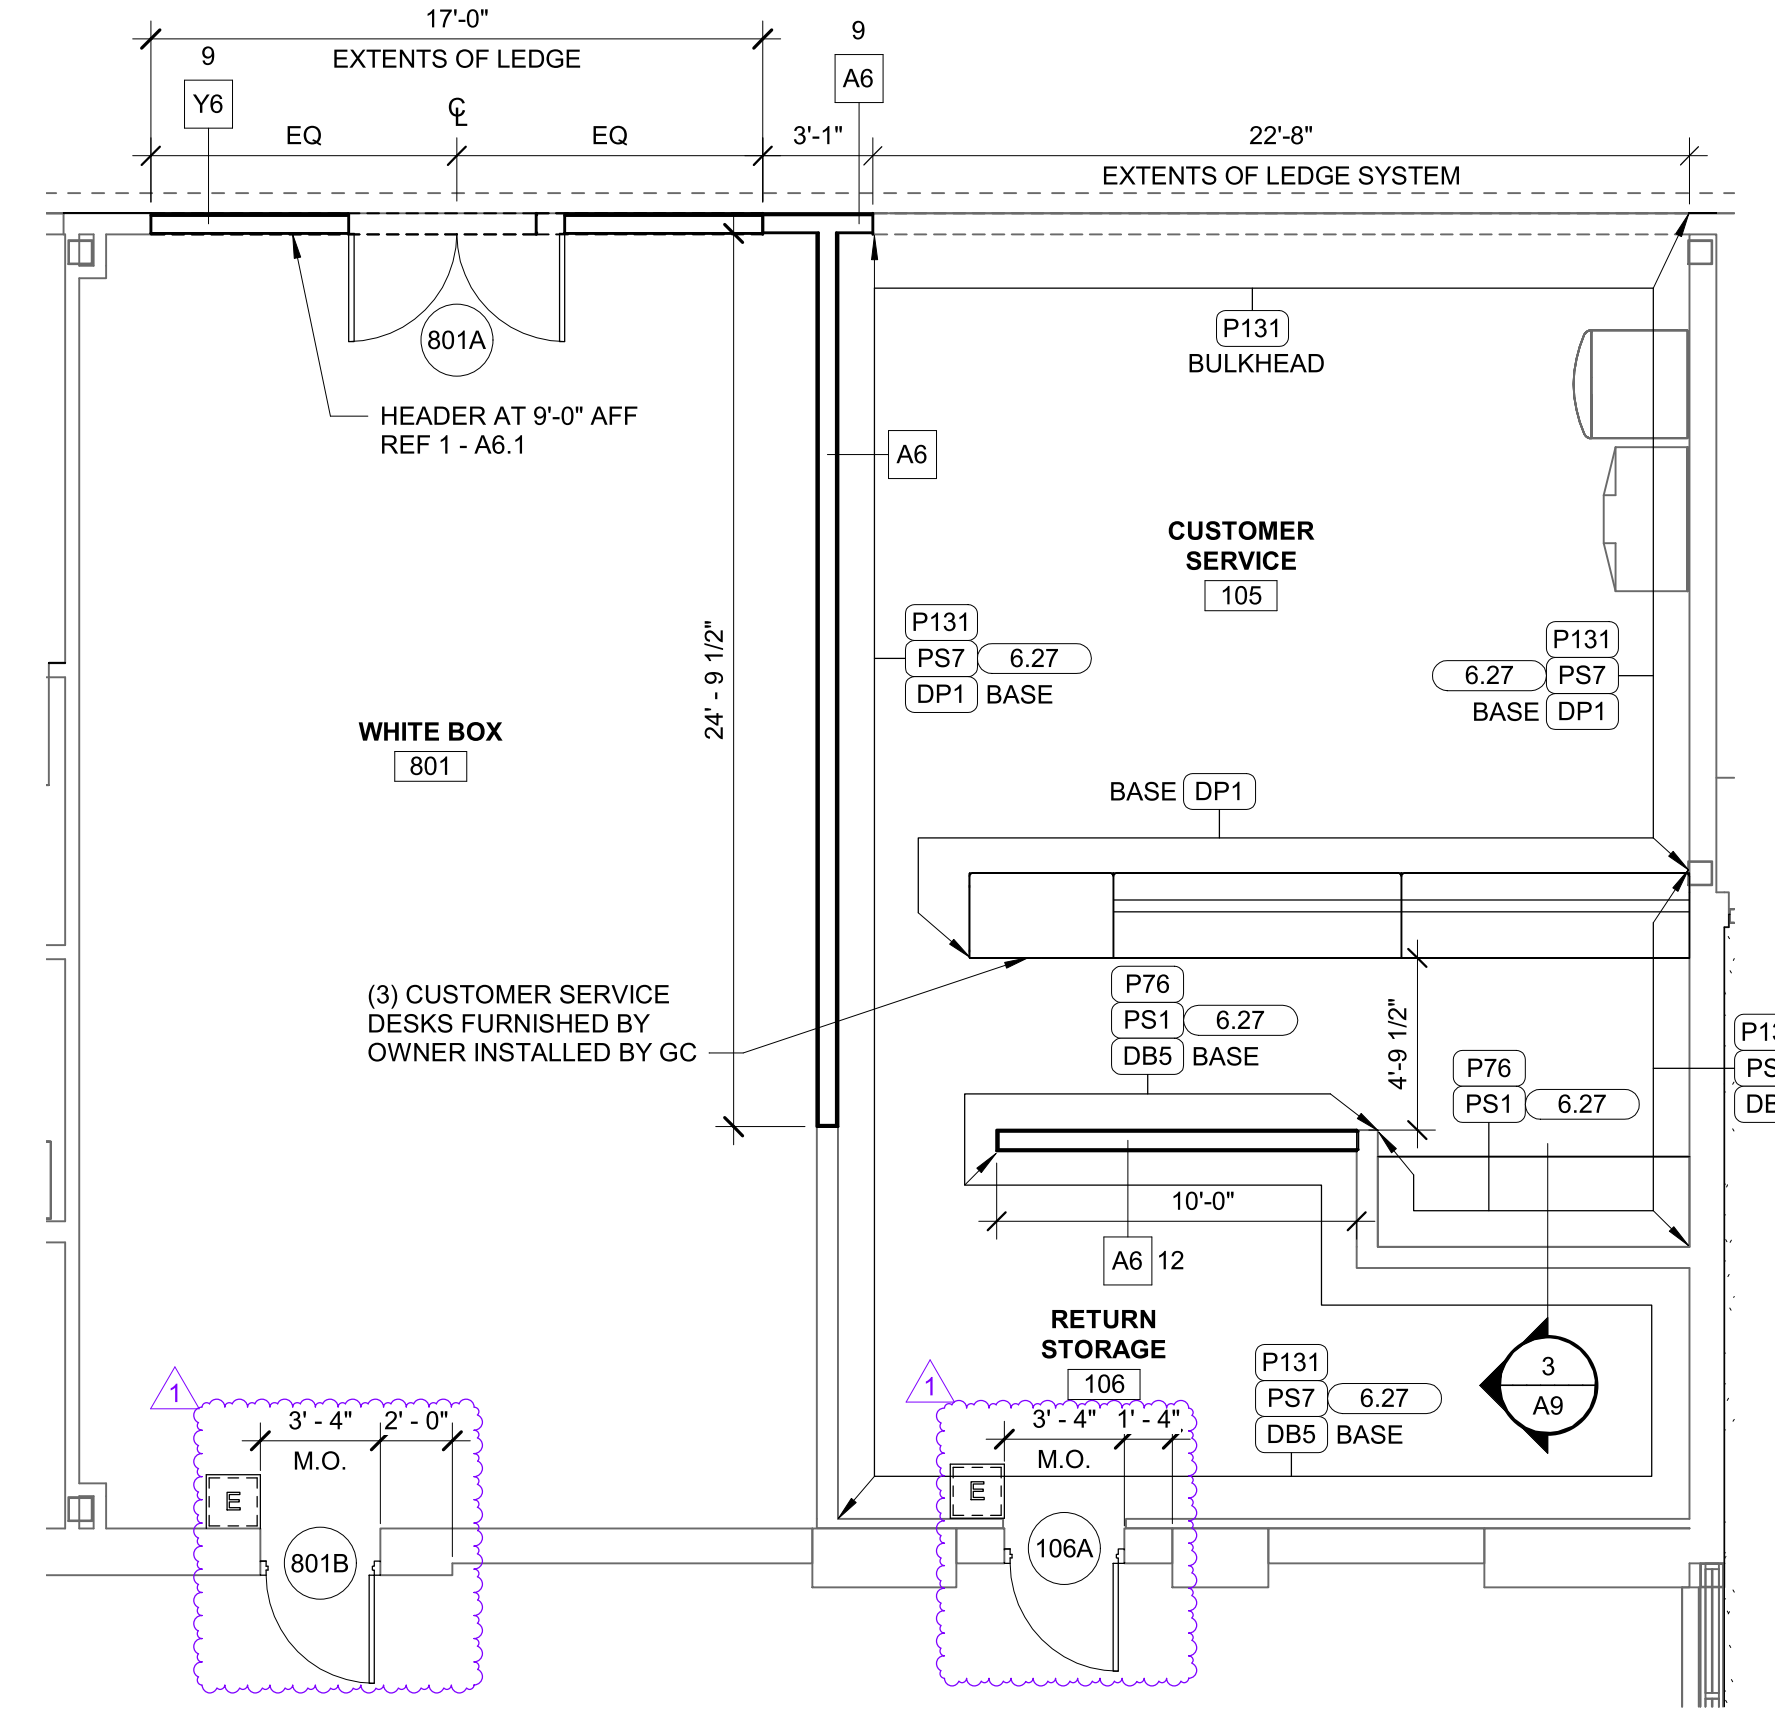 17'-0"
EXTENTS OF LEDGE
9
Y6
9
A6
EQ
EQ
3'-1"
22'-8"
EXTENTS OF LEDGE SYSTEM
801A
HEADER AT 9'-0" AFF
REF 1 - A6.1
P131
BULKHEAD
A6
CUSTOMER
SERVICE
105
24' - 9 1/2"
P131
PS7 6.27
DP1 BASE
P131
6.27 PS7
BASE DP1
WHITE BOX
801
BASE DP1
(3) CUSTOMER SERVICE
DESKS FURNISHED BY
OWNER INSTALLED BY GC
P76
PS1 6.27
DB5 BASE
4'-9 1/2"
P76
PS1 6.27
10'-0"
A6 12
RETURN
STORAGE
106
P131
PS7 6.27
DB5 BASE
3
A9
1
3' - 4" 2' - 0"
M.O.
E
801B
1
3' - 4" 1' - 4"
M.O.
E
106A